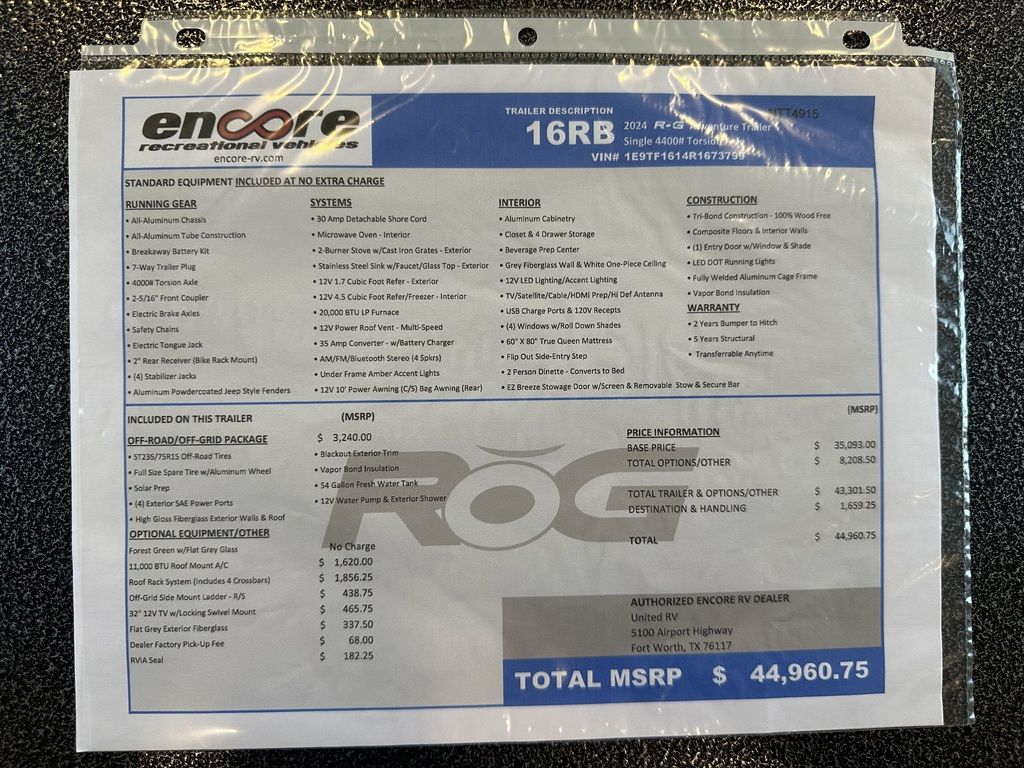 encore
recreational vehicles
encore-rv.com
TRAILER DESCRIPTION
16RB
2024 R-G Adventure Trailer
Single 4400# Torsion
VIN# 1E9TF1614R1673799
NTT4915
STANDARD EQUIPMENT INCLUDED AT NO EXTRA CHARGE
RUNNING GEAR
• All-Aluminum Chassis
• All-Aluminum Tube Construction
• Breakaway Battery Kit
• 7-Way Trailer Plug
• 4000# Torsion Axle
• 2-5/16" Front Coupler
• Electric Brake Axles
• Safety Chains
• Electric Tongue Jack
• 2" Rear Receiver (Bike Rack Mount)
• (4) Stabilizer Jacks
• Aluminum Powdercoated Jeep Style Fenders
SYSTEMS
• 30 Amp Detachable Shore Cord
• Microwave Oven - Interior
• 2-Burner Stove w/Cast Iron Grates - Exterior
• Stainless Steel Sink w/Faucet/Glass Top - Exterior
• 12V 1.7 Cubic Foot Refer - Exterior
• 12V 4.5 Cubic Foot Refer/Freezer - Interior
• 20,000 BTU LP Furnace
• 12V Power Roof Vent - Multi-Speed
• 35 Amp Converter - w/Battery Charger
• AM/FM/Bluetooth Stereo (4 Spkrs)
• Under Frame Amber Accent Lights
• 12V 10' Power Awning (C/S) Bag Awning (Rear)
INTERIOR
• Aluminum Cabinetry
• Closet & 4 Drawer Storage
• Beverage Prep Center
• Grey Fiberglass Wall & White One-Piece Ceiling
• 12V LED Lighting/Accent Lighting
• TV/Satellite/Cable/HDMI Prep/Hi Def Antenna
• USB Charge Ports & 120V Recepts
• (4) Windows w/Roll Down Shades
• 60" X 80" True Queen Mattress
• Flip Out Side-Entry Step
• 2 Person Dinette - Converts to Bed
• EZ Breeze Stowage Door w/Screen & Removable Stow & Secure Bar
CONSTRUCTION
• Tri-Bond Construction - 100% Wood Free
• Composite Floors & Interior Walls
• (1) Entry Door w/Window & Shade
• LED DOT Running Lights
• Fully Welded Aluminum Cage Frame
• Vapor Bond Insulation
WARRANTY
• 2 Years Bumper to Hitch
• 5 Years Structural
• Transferrable Anytime
INCLUDED ON THIS TRAILER (MSRP)
OFF-ROAD/OFF-GRID PACKAGE $ 3,240.00
• ST235/75R15 Off-Road Tires
• Full Size Spare Tire w/Aluminum Wheel
• Solar Prep
• (4) Exterior SAE Power Ports
• High Gloss Fiberglass Exterior Walls & Roof
• Blackout Exterior Trim
• Vapor Bond Insulation
• 54 Gallon Fresh Water Tank
• 12V Water Pump & Exterior Shower
OPTIONAL EQUIPMENT/OTHER
Forest Green w/Flat Grey Glass No Charge
11,000 BTU Roof Mount A/C $ 1,620.00
Roof Rack System (Includes 4 Crossbars) $ 1,856.25
Off-Grid Side Mount Ladder - R/S $ 438.75
32" 12V TV w/Locking Swivel Mount $ 465.75
Flat Grey Exterior Fiberglass $ 337.50
Dealer Factory Pick-Up Fee $ 68.00
RVIA Seal $ 182.25
ROG
(MSRP)
PRICE INFORMATION
BASE PRICE $ 35,093.00
TOTAL OPTIONS/OTHER $ 8,208.50
TOTAL TRAILER & OPTIONS/OTHER $ 43,301.50
DESTINATION & HANDLING $ 1,659.25
TOTAL $ 44,960.75
AUTHORIZED ENCORE RV DEALER
United RV
5100 Airport Highway
Fort Worth, TX 76117
TOTAL MSRP $ 44,960.75